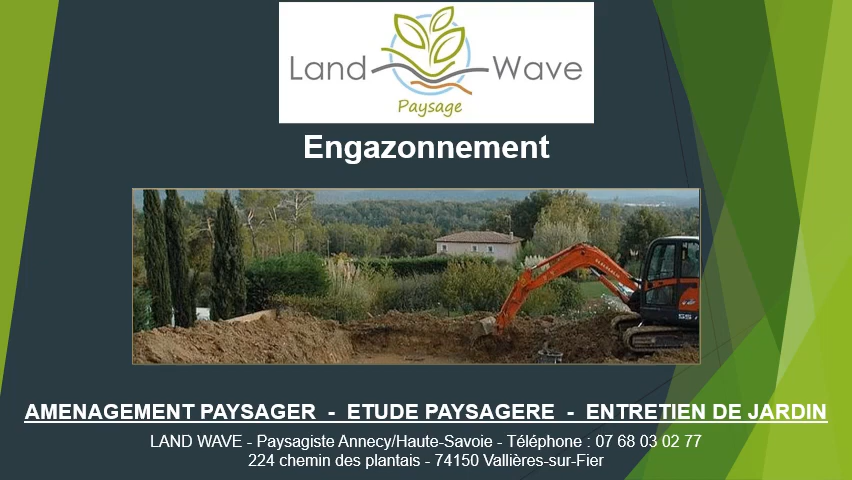 Land Wave
Paysage
Engazonnement
AMENAGEMENT PAYSAGER - ETUDE PAYSAGERE - ENTRETIEN DE JARDIN
LAND WAVE - Paysagiste Annecy/Haute-Savoie - Téléphone : 07 68 03 02 77
224 chemin des plantais - 74150 Vallières-sur-Fier